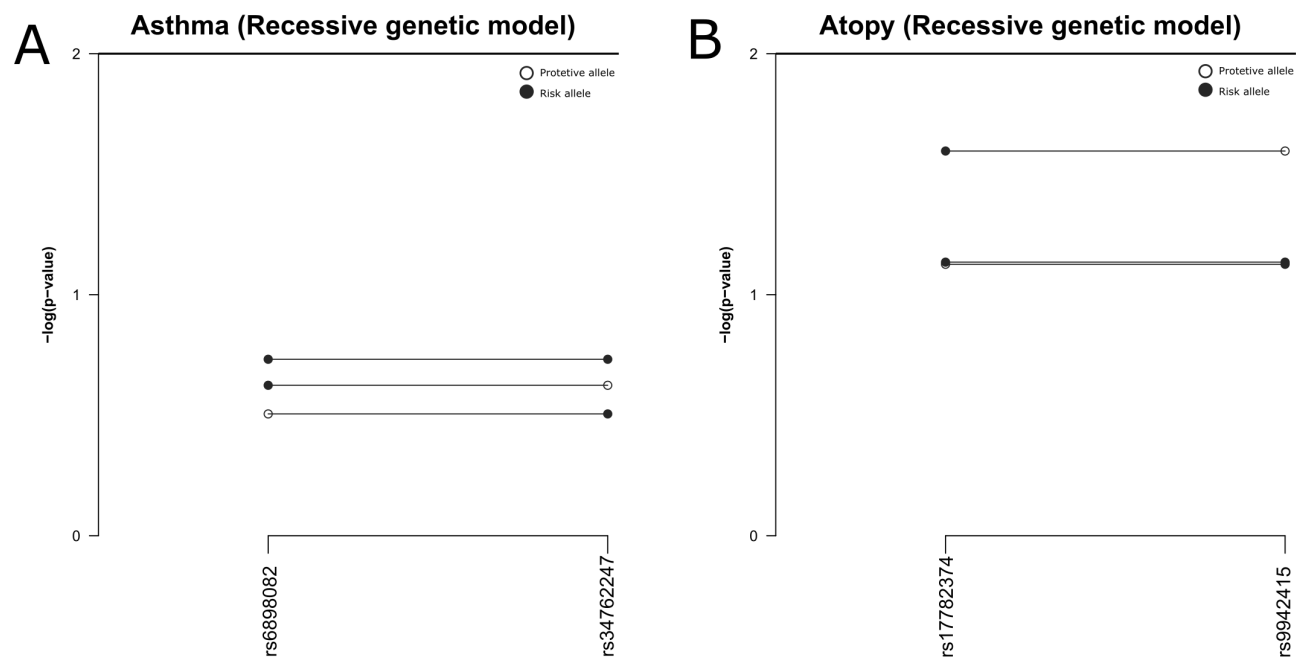 A
Asthma (Recessive genetic model)
2
Protetive allele
Risk allele
−log(p−value)
1
0
rs6898082
rs34762247
B
Atopy (Recessive genetic model)
2
Protetive allele
Risk allele
−log(p−value)
1
0
rs17782374
rs9942415